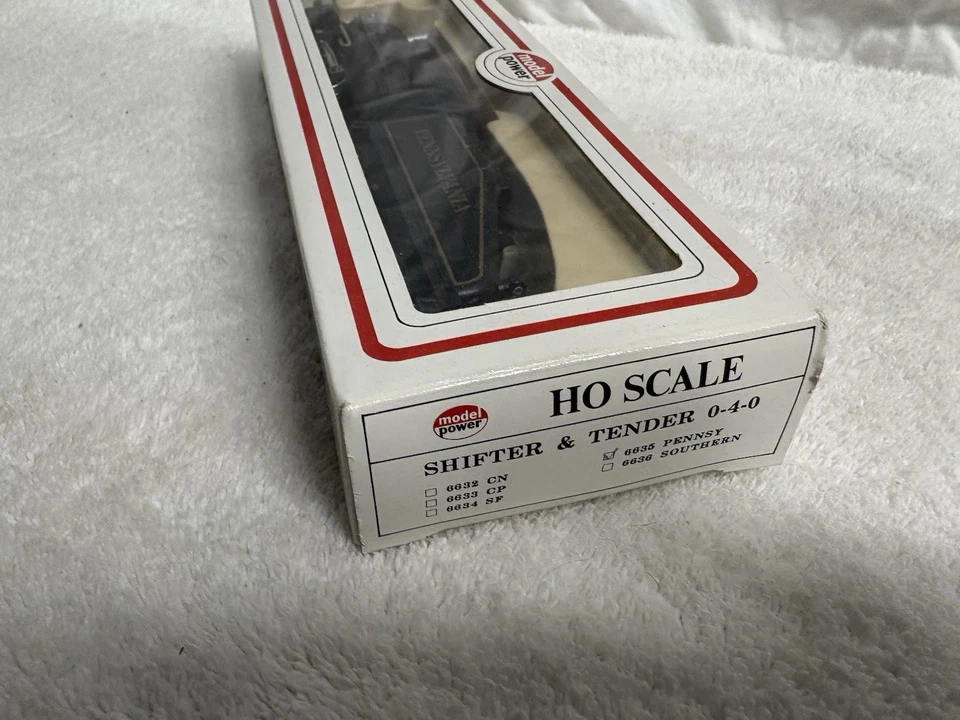 model
power
PENNSYLVANIA
model
power
HO SCALE
SHIFTER & TENDER 0-4-0
6632 CN
6633 CP
6634 SF
6635 PENNSY
6636 SOUTHERN